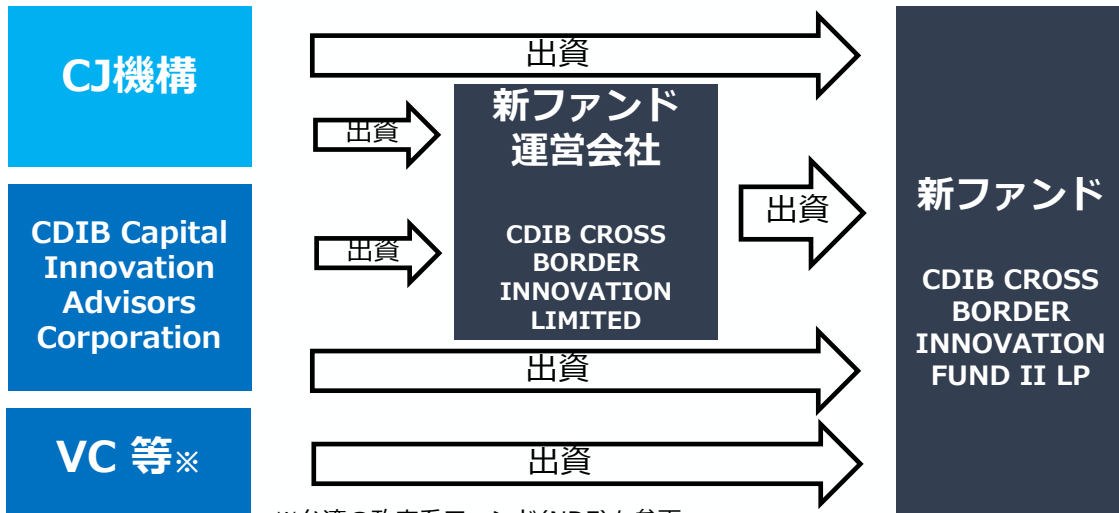 CJ機構
出資
出資
新ファンド
運営会社
CDIB CROSS
BORDER
INNOVATION
LIMITED
出資
新ファンド
CDIB CROSS
BORDER
INNOVATION
FUND II LP
CDIB Capital
Innovation
Advisors
Corporation
出資
出資
VC 等※
出資